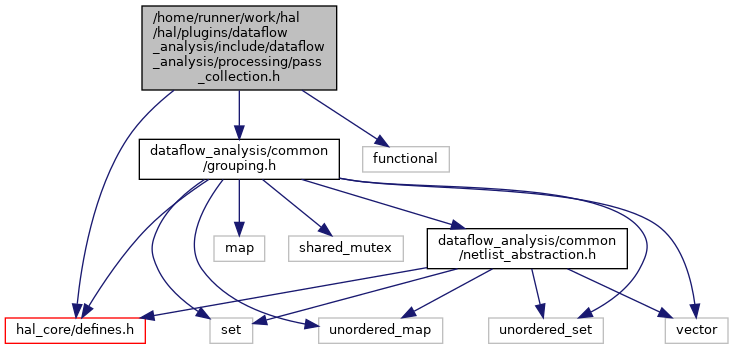 /home/runner/work/hal
/hal/plugins/dataflow
_analysis/include/dataflow
_analysis/processing/pass
_collection.h
dataflow_analysis/common
/grouping.h
functional
map
shared_mutex
dataflow_analysis/common
/netlist_abstraction.h
hal_core/defines.h
set
unordered_map
unordered_set
vector